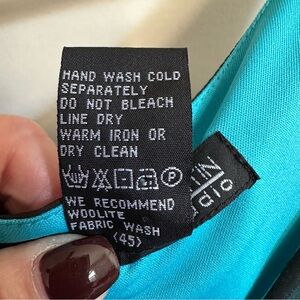 HAND WASH COLD
SEPARATELY
DO NOT BLEACH
LINE DRY
WARM IRON OR
DRY CLEAN
P
WE RECOMMEND
WOOLITE
FABRIC WASH
(45)